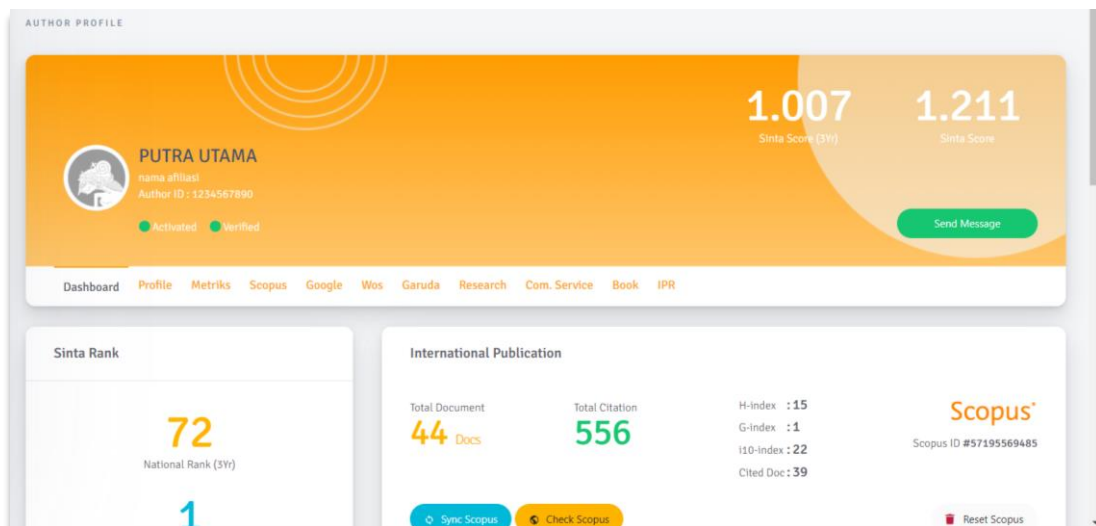 AUTHOR PROFILE
1.007
Sinta Score (3Yr)
1.211
Sinta Score
PUTRA UTAMA
nama afiliasi
Author ID : 1234567890
Activated Verified
Send Message
Dashboard Profile Metriks Scopus Google Wos Garuda Research Com. Service Book IPR
Sinta Rank
72
National Rank (3Yr)
1
International Publication
Total Document
44 Docs
Total Citation
556
H-index : 15
G-index : 1
i10-index : 22
Cited Doc : 39
Scopus
Scopus ID #57195569485
Sync Scopus
Check Scopus
Reset Scopus